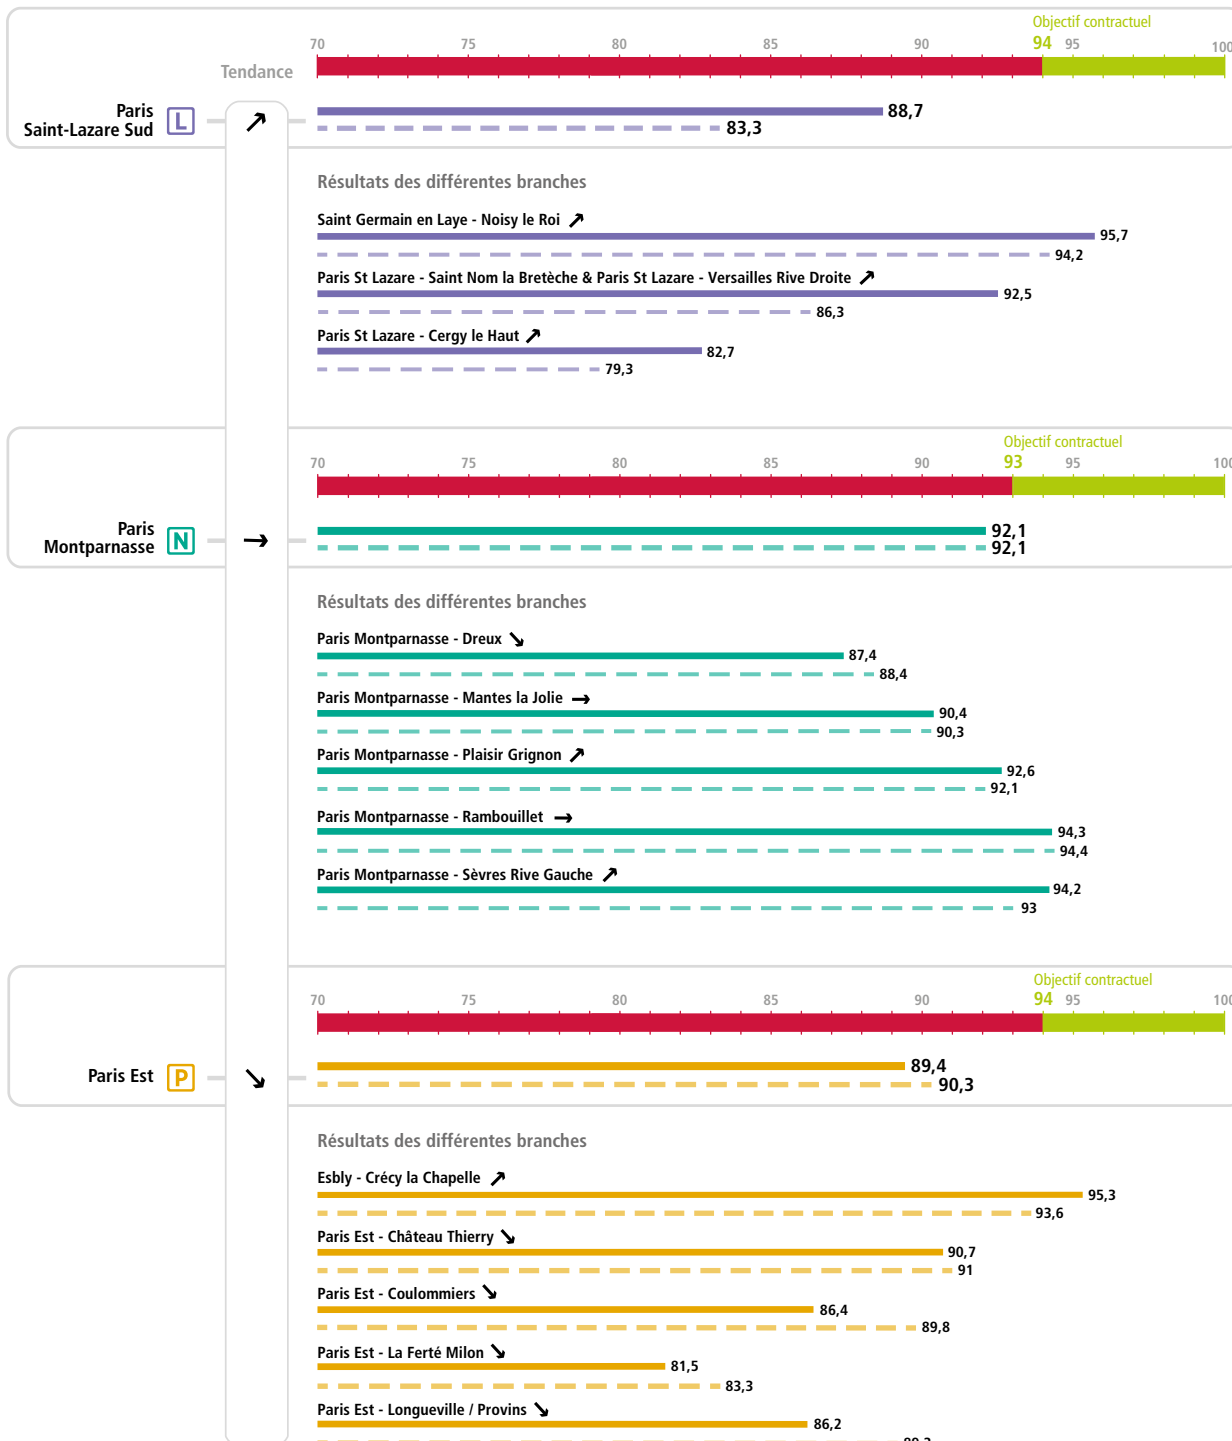 Objectif contractuel
70 75 80 85 90 94 95 100
Tendance
Paris
Saint-Lazare Sud L
88,7
83,3
Résultats des différentes branches
Saint Germain en Laye - Noisy le Roi
95,7
94,2
Paris St Lazare - Saint Nom la Bretèche & Paris St Lazare - Versailles Rive Droite
92,5
86,3
Paris St Lazare - Cergy le Haut
82,7
79,3
Objectif contractuel
70 75 80 85 90 93 95 100
Paris
Montparnasse N
92,1
92,1
Résultats des différentes branches
Paris Montparnasse - Dreux
87,4
88,4
Paris Montparnasse - Mantes la Jolie
90,4
90,3
Paris Montparnasse - Plaisir Grignon
92,6
92,1
Paris Montparnasse - Rambouillet
94,3
94,4
Paris Montparnasse - Sèvres Rive Gauche
94,2
93
Objectif contractuel
70 75 80 85 90 94 95 100
Paris Est P
89,4
90,3
Résultats des différentes branches
Esbly - Crécy la Chapelle
95,3
93,6
Paris Est - Château Thierry
90,7
91
Paris Est - Coulommiers
86,4
89,8
Paris Est - La Ferté Milon
81,5
83,3
Paris Est - Longueville / Provins
86,2